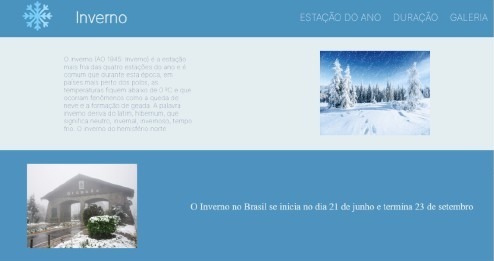 Inverno
ESTAÇÃO DO ANO DURAÇÃO GALERIA
O Inverno (AO 1945: Inverno) é a estação
mais fria das quatro estações do ano e é
comum que durante esta época, em
países mais perto dos polos, as
temperaturas fiquem abaixo de 0 ºC e que
ocorram fenômenos como a queda de
neve e a formação de geada. A palavra
inverno deriva do latim, hibernum, que
significa neutro, invernal, invernoso, tempo
frio. O inverno do hemisfério norte
O Inverno no Brasil se inicia no dia 21 de junho e termina 23 de setembro